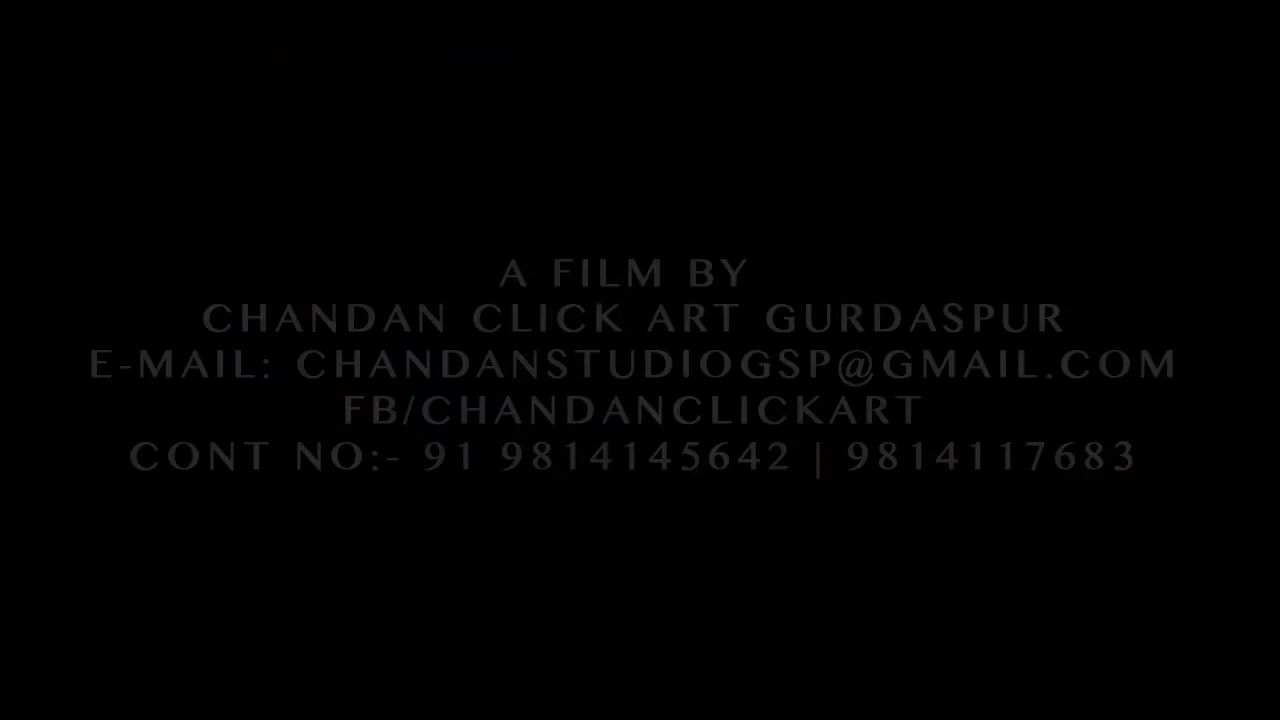 A FILM BY
CHANDAN CLICK ART GURDASPUR
E-MAIL: CHANDANSTUDIOGSP@GMAIL.COM
FB/CHANDANCLICKART
CONT NO:- 91 9814145642 | 9814117683